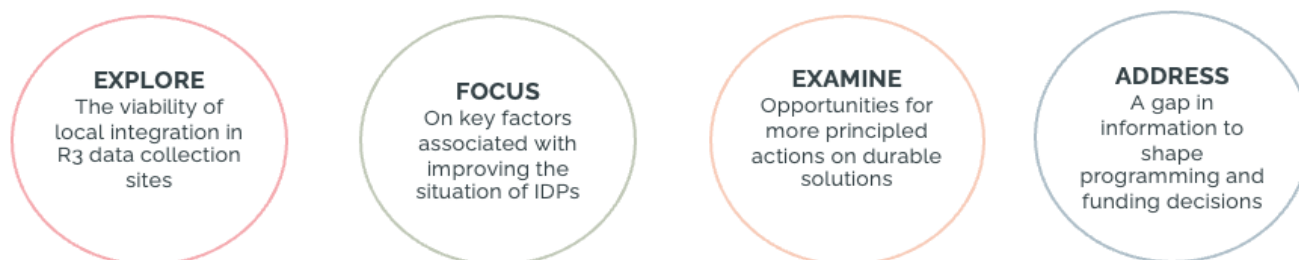 EXPLORE
The viability of
local integration in
R3 data collection
sites
FOCUS
On key factors
associated with
improving the
situation of IDPs
EXAMINE
Opportunities for
more principled
actions on durable
solutions
ADDRESS
A gap in
information to
shape
programming and
funding decisions